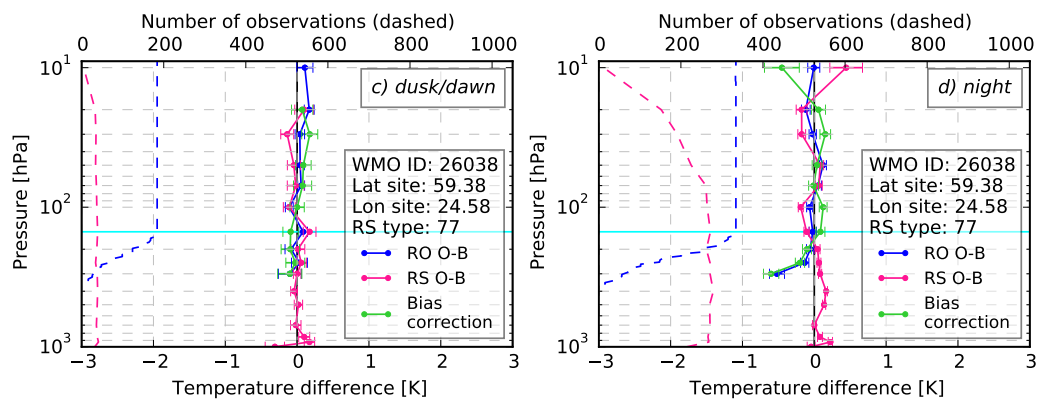 Number of observations (dashed)
0 200 400 600 800 1000
10¹
10²
10³
Pressure [hPa]
c) dusk/dawn
WMO ID: 26038
Lat site: 59.38
Lon site: 24.58
RS type: 77
RO O-B
RS O-B
Bias
correction
−3 −2 −1 0 1 2 3
Temperature difference [K]
Number of observations (dashed)
0 200 400 600 800 1000
10¹
10²
10³
Pressure [hPa]
d) night
WMO ID: 26038
Lat site: 59.38
Lon site: 24.58
RS type: 77
RO O-B
RS O-B
Bias
correction
−3 −2 −1 0 1 2 3
Temperature difference [K]